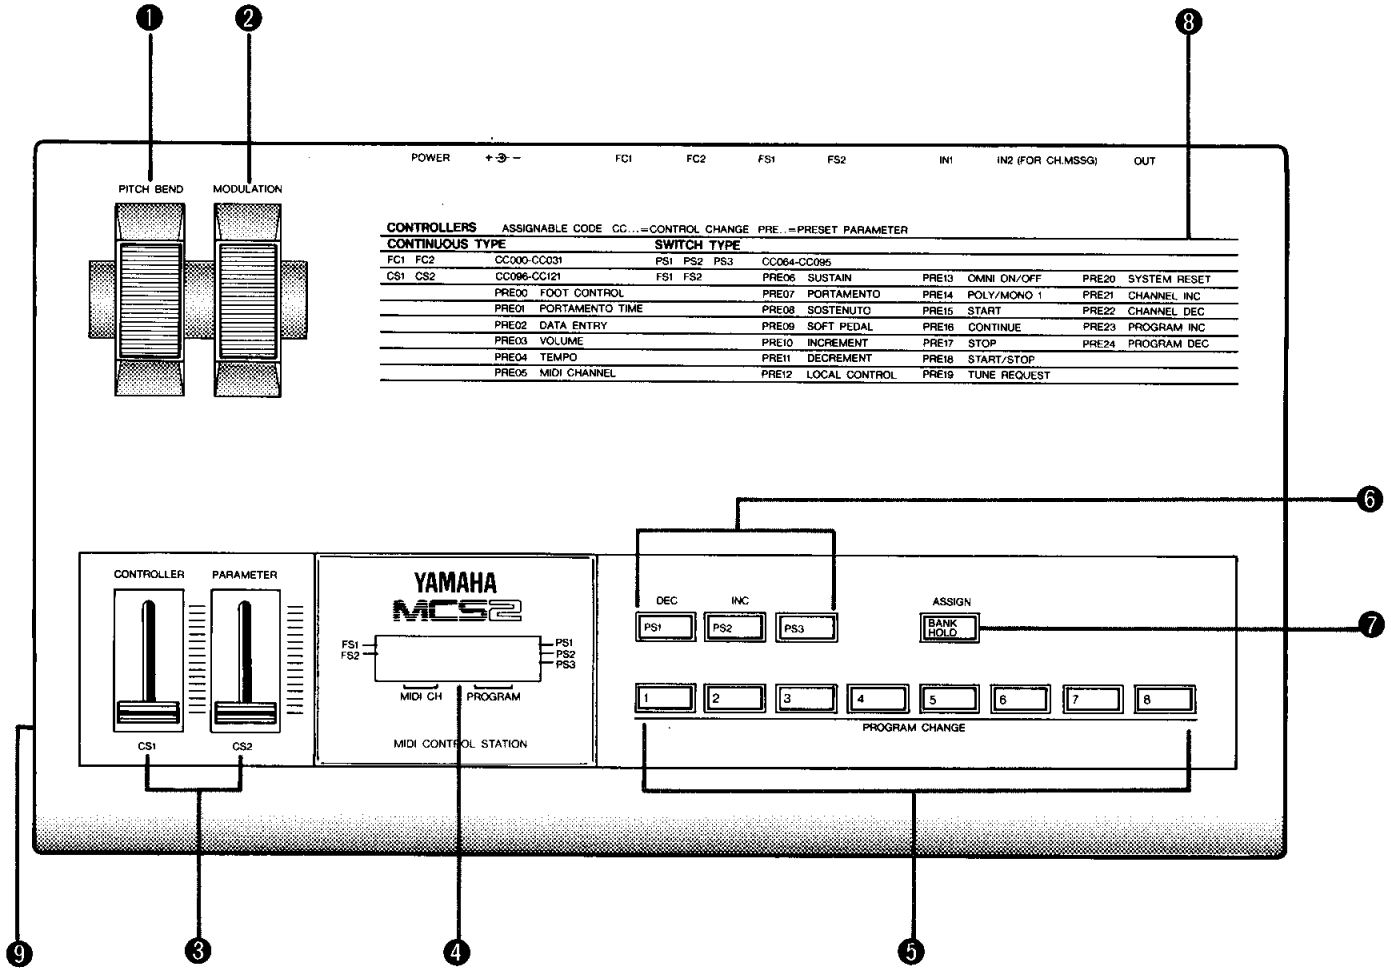 1 2 8
POWER + - FC1 FC2 FS1 FS2 IN1 IN2 (FOR CH.MSSG) OUT
PITCH BEND MODULATION
CONTROLLERS ASSIGNABLE CODE CC...=CONTROL CHANGE PRE..=PRESET PARAMETER
CONTINUOUS TYPE SWITCH TYPE
FC1 FC2 CC000-CC031 PS1 PS2 PS3 CC064-CC095
CS1 CS2 CC096-CC121 FS1 FS2 PRE06 SUSTAIN PRE13 OMNI ON/OFF PRE20 SYSTEM RESET
PRE00 FOOT CONTROL PRE07 PORTAMENTO PRE14 POLY/MONO 1 PRE21 CHANNEL INC
PRE01 PORTAMENTO TIME PRE08 SOSTENUTO PRE15 START PRE22 CHANNEL DEC
PRE02 DATA ENTRY PRE09 SOFT PEDAL PRE16 CONTINUE PRE23 PROGRAM INC
PRE03 VOLUME PRE10 INCREMENT PRE17 STOP PRE24 PROGRAM DEC
PRE04 TEMPO PRE11 DECREMENT PRE18 START/STOP
PRE05 MIDI CHANNEL PRE12 LOCAL CONTROL PRE19 TUNE REQUEST
6
CONTROLLER PARAMETER
YAMAHA
MCS2
DEC INC ASSIGN
PS1 PS2 PS3 BANK HOLD
7
FS1 PS1
FS2 PS2
PS3
MIDI CH PROGRAM
1 2 3 4 5 6 7 8
PROGRAM CHANGE
CS1 CS2
MIDI CONTROL STATION
9 3 4 5